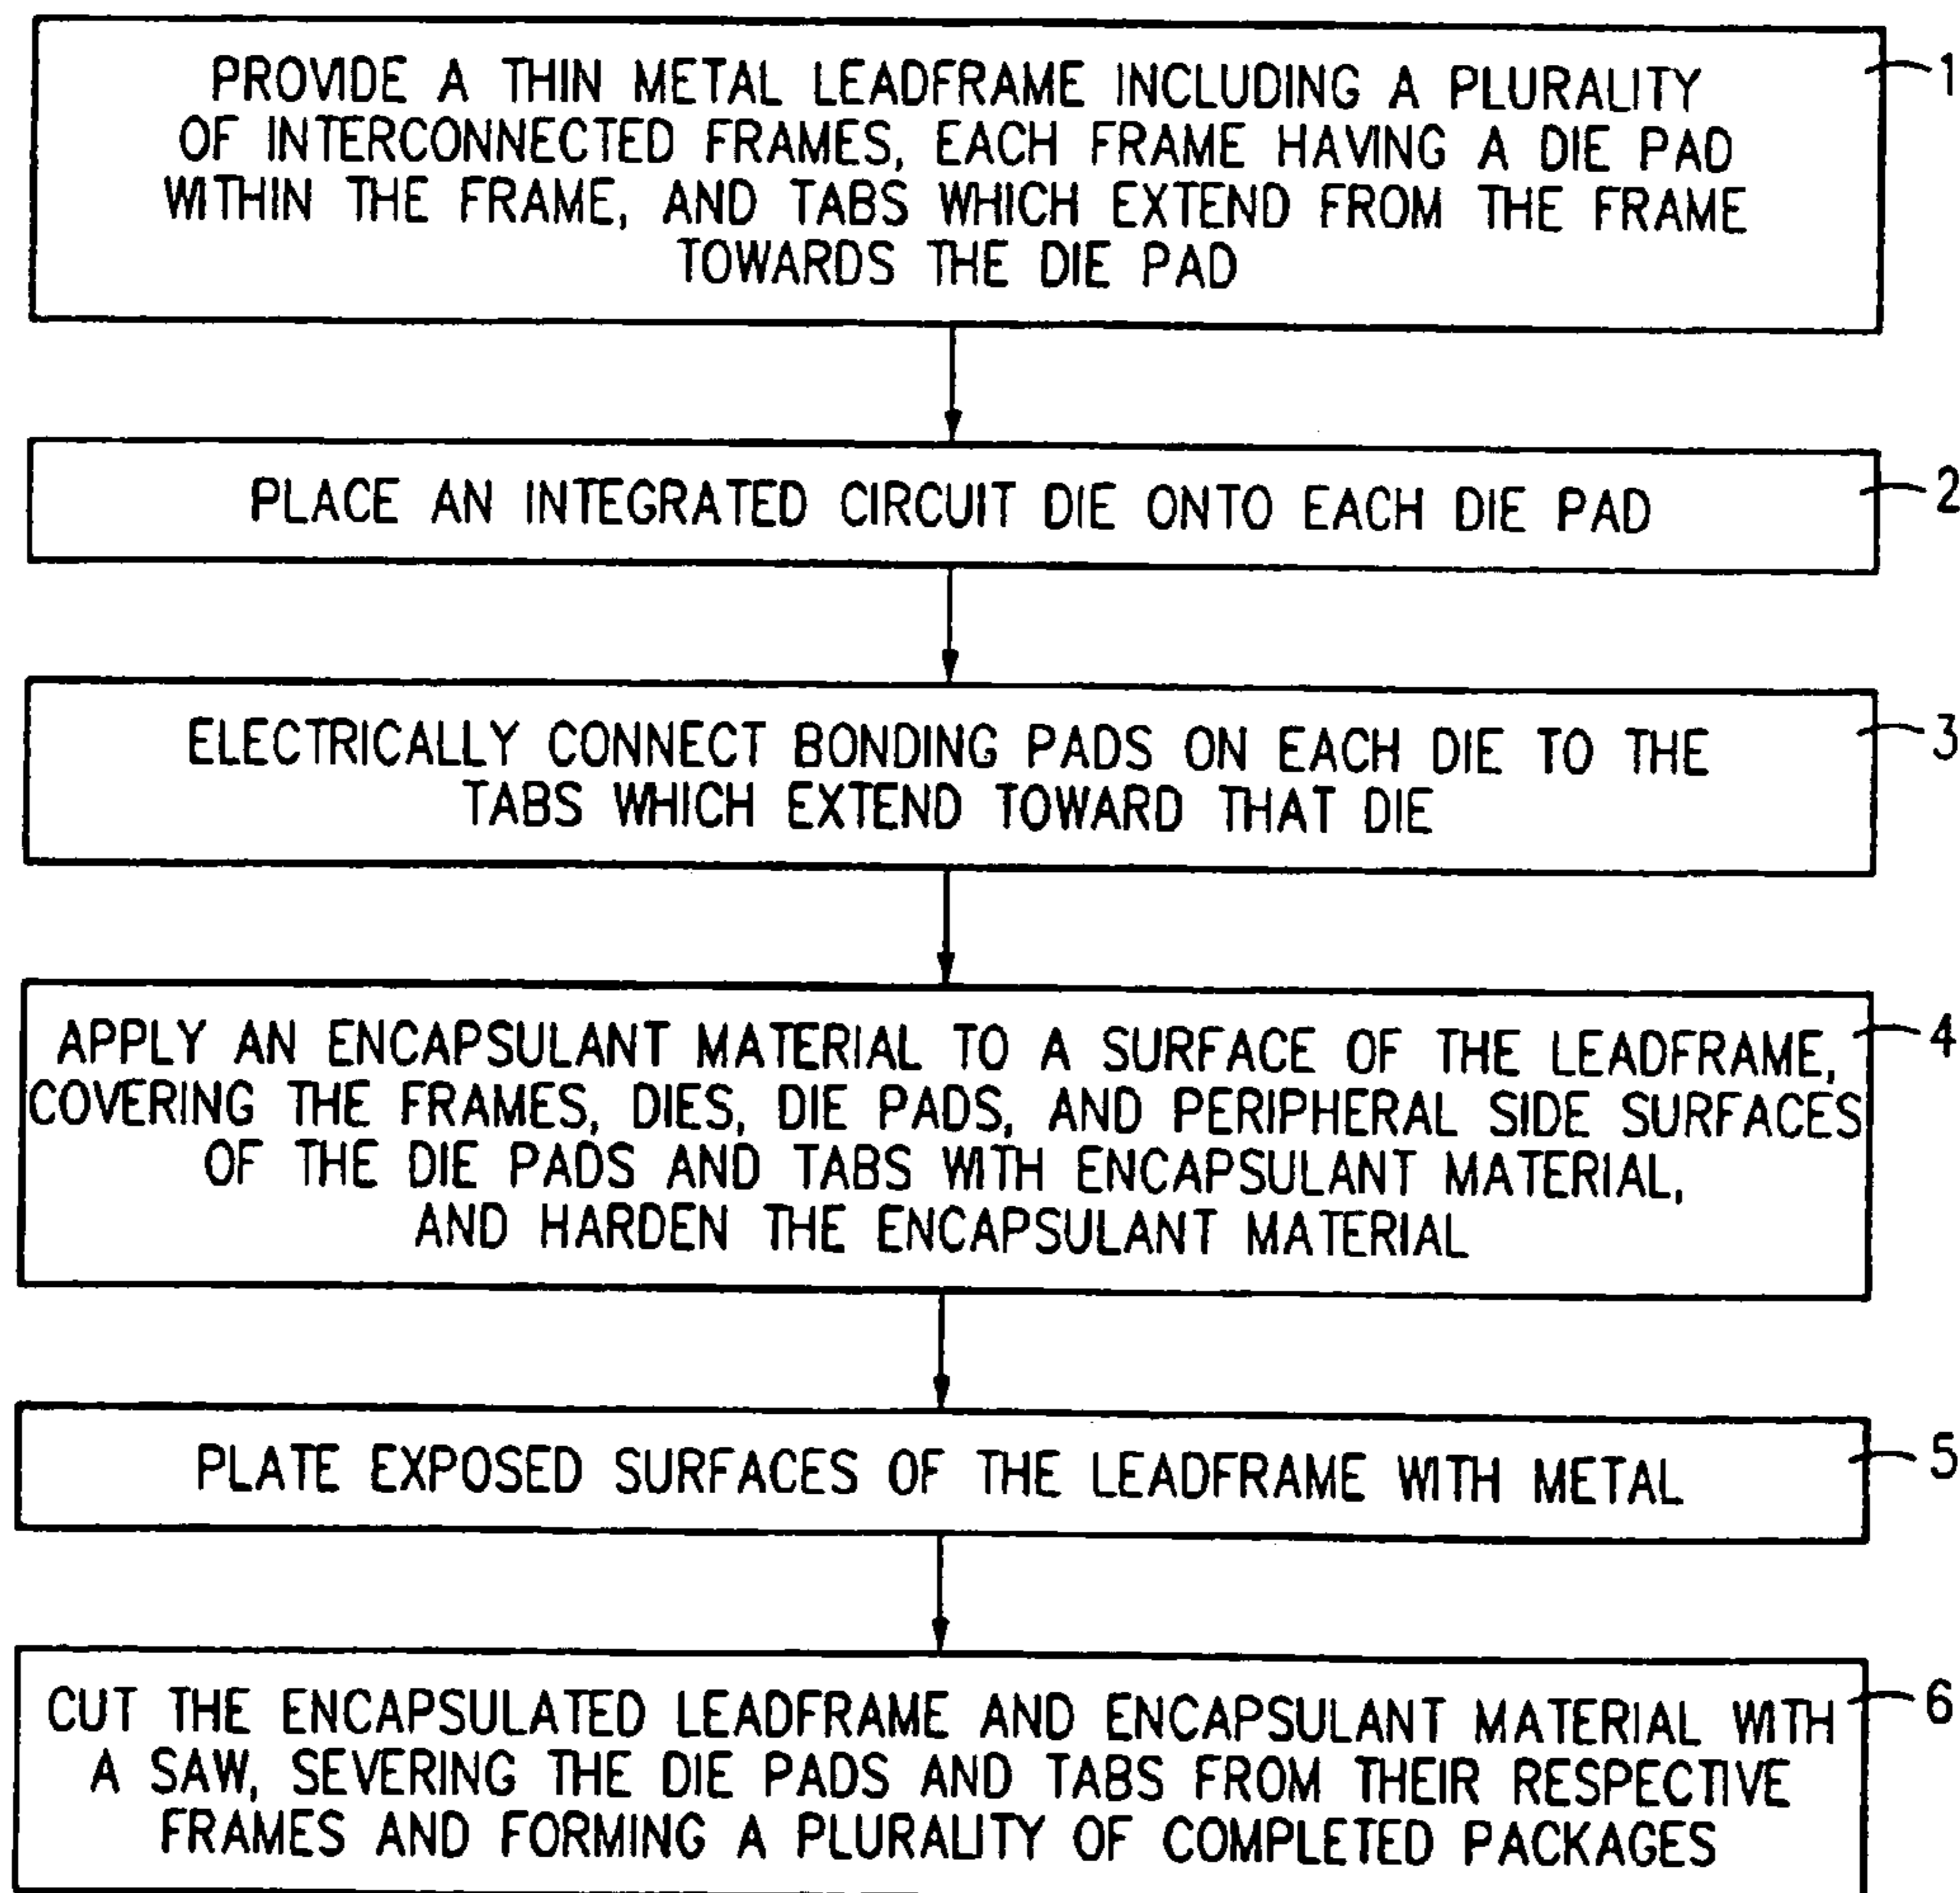 PROVIDE A THIN METAL LEADFRAME INCLUDING A PLURALITY
OF INTERCONNECTED FRAMES, EACH FRAME HAVING A DIE PAD
WITHIN THE FRAME, AND TABS WHICH EXTEND FROM THE FRAME
TOWARDS THE DIE PAD
1
PLACE AN INTEGRATED CIRCUIT DIE ONTO EACH DIE PAD
2
ELECTRICALLY CONNECT BONDING PADS ON EACH DIE TO THE
TABS WHICH EXTEND TOWARD THAT DIE
3
APPLY AN ENCAPSULANT MATERIAL TO A SURFACE OF THE LEADFRAME,
COVERING THE FRAMES, DIES, DIE PADS, AND PERIPHERAL SIDE SURFACES
OF THE DIE PADS AND TABS WITH ENCAPSULANT MATERIAL,
AND HARDEN THE ENCAPSULANT MATERIAL
4
PLATE EXPOSED SURFACES OF THE LEADFRAME WITH METAL
5
CUT THE ENCAPSULATED LEADFRAME AND ENCAPSULANT MATERIAL WITH
A SAW, SEVERING THE DIE PADS AND TABS FROM THEIR RESPECTIVE
FRAMES AND FORMING A PLURALITY OF COMPLETED PACKAGES
6